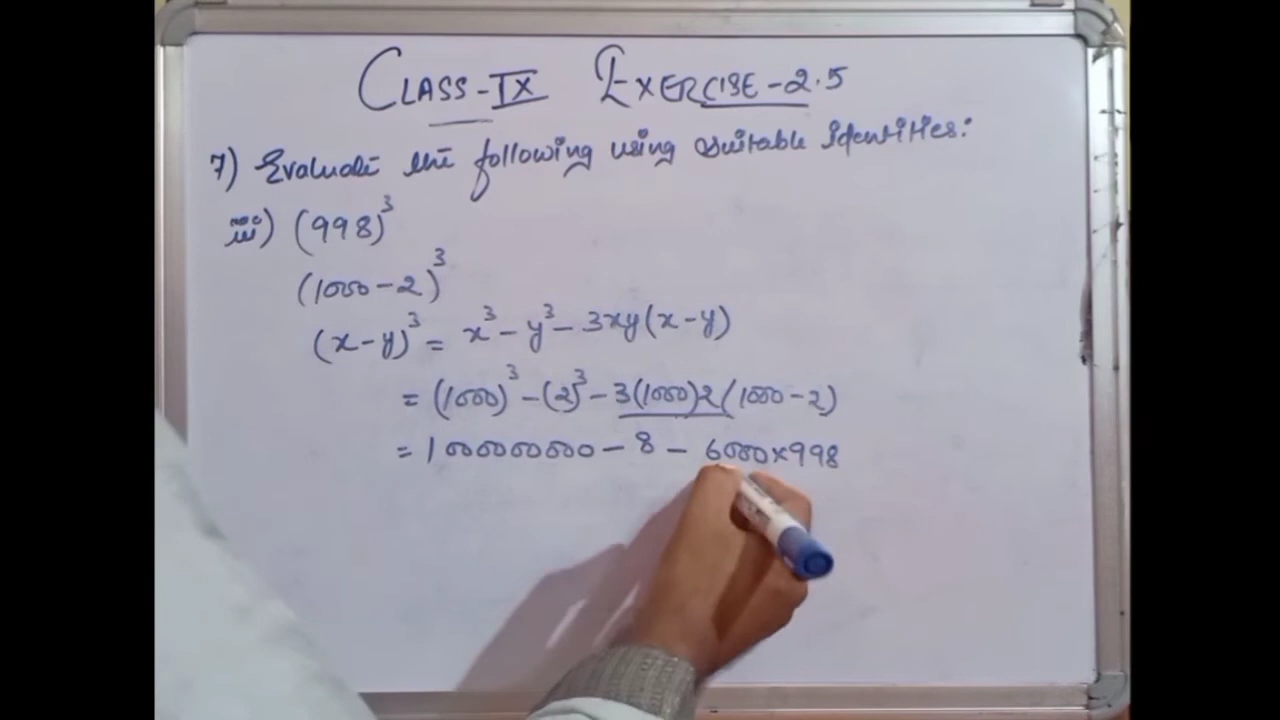 CLASS-IX EXERCISE-2.5
7) Evaluate the following using suitable identities:
iii) (998)³
(1000-2)³
(x-y)³ = x³-y³-3xy(x-y)
= (1000)³-(2)³-3(1000)2(1000-2)
= 1000000000-8-6000×998